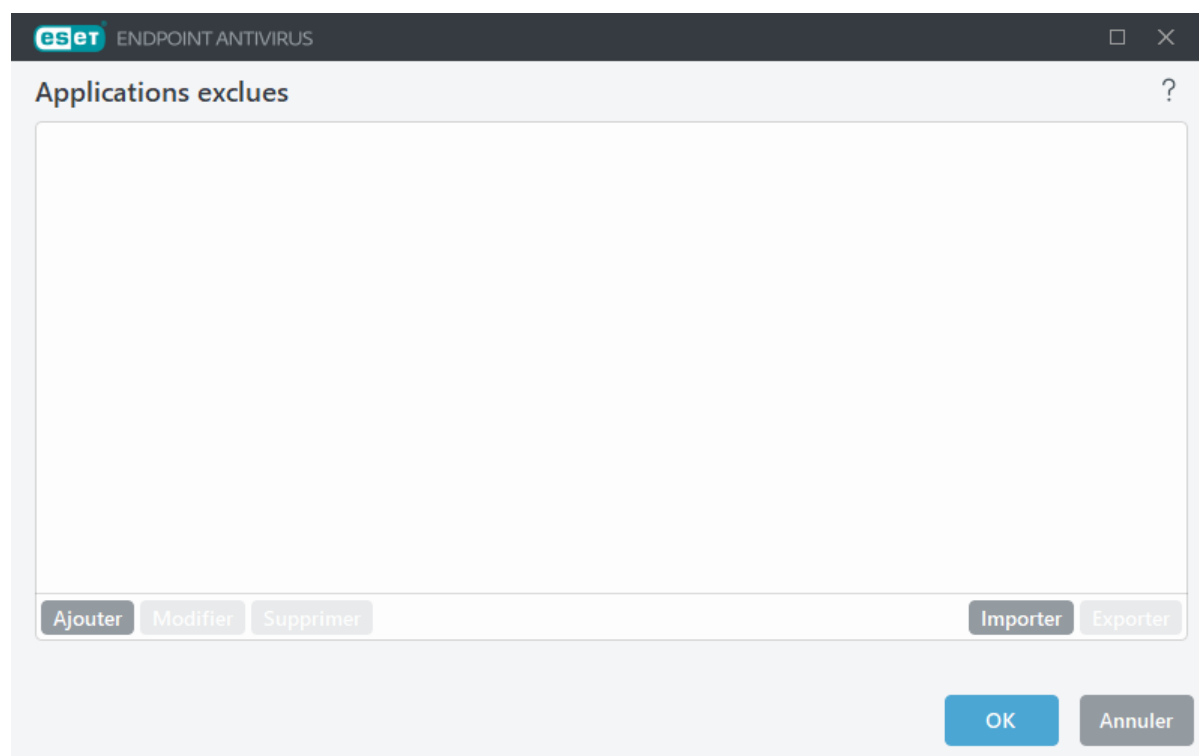 eset ENDPOINT ANTIVIRUS
Applications exclues ?
Ajouter Modifier Supprimer Importer Exporter
OK Annuler